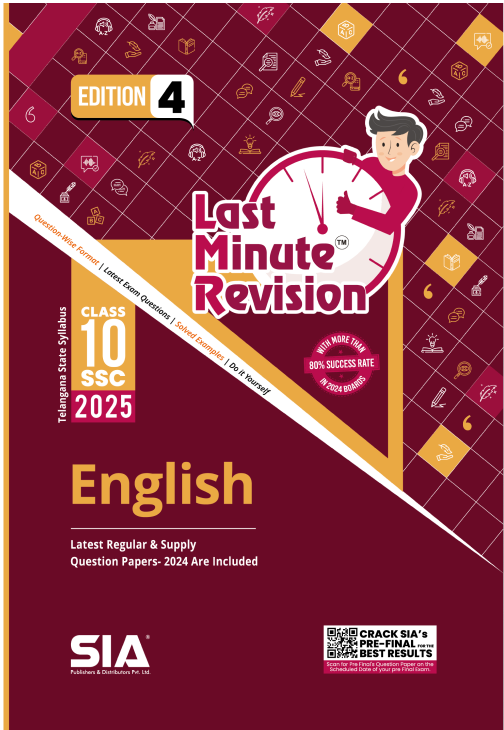 EDITION 4
Last
Minute™
Revision
Question-Wise Format | Latest Exam Questions | Solved Examples | Do it Yourself
Telangana State Syllabus
CLASS
10
SSC
2025
WITH MORE THAN
80% SUCCESS RATE
IN 2024 BOARDS
English
Latest Regular & Supply
Question Papers- 2024 Are Included
SIA®
Publishers & Distributors Pvt. Ltd.
CRACK SIA's
PRE-FINAL FOR THE
BEST RESULTS
Scan for Pre Final's Question Paper on the
Scheduled Date of your pre Final Exam.